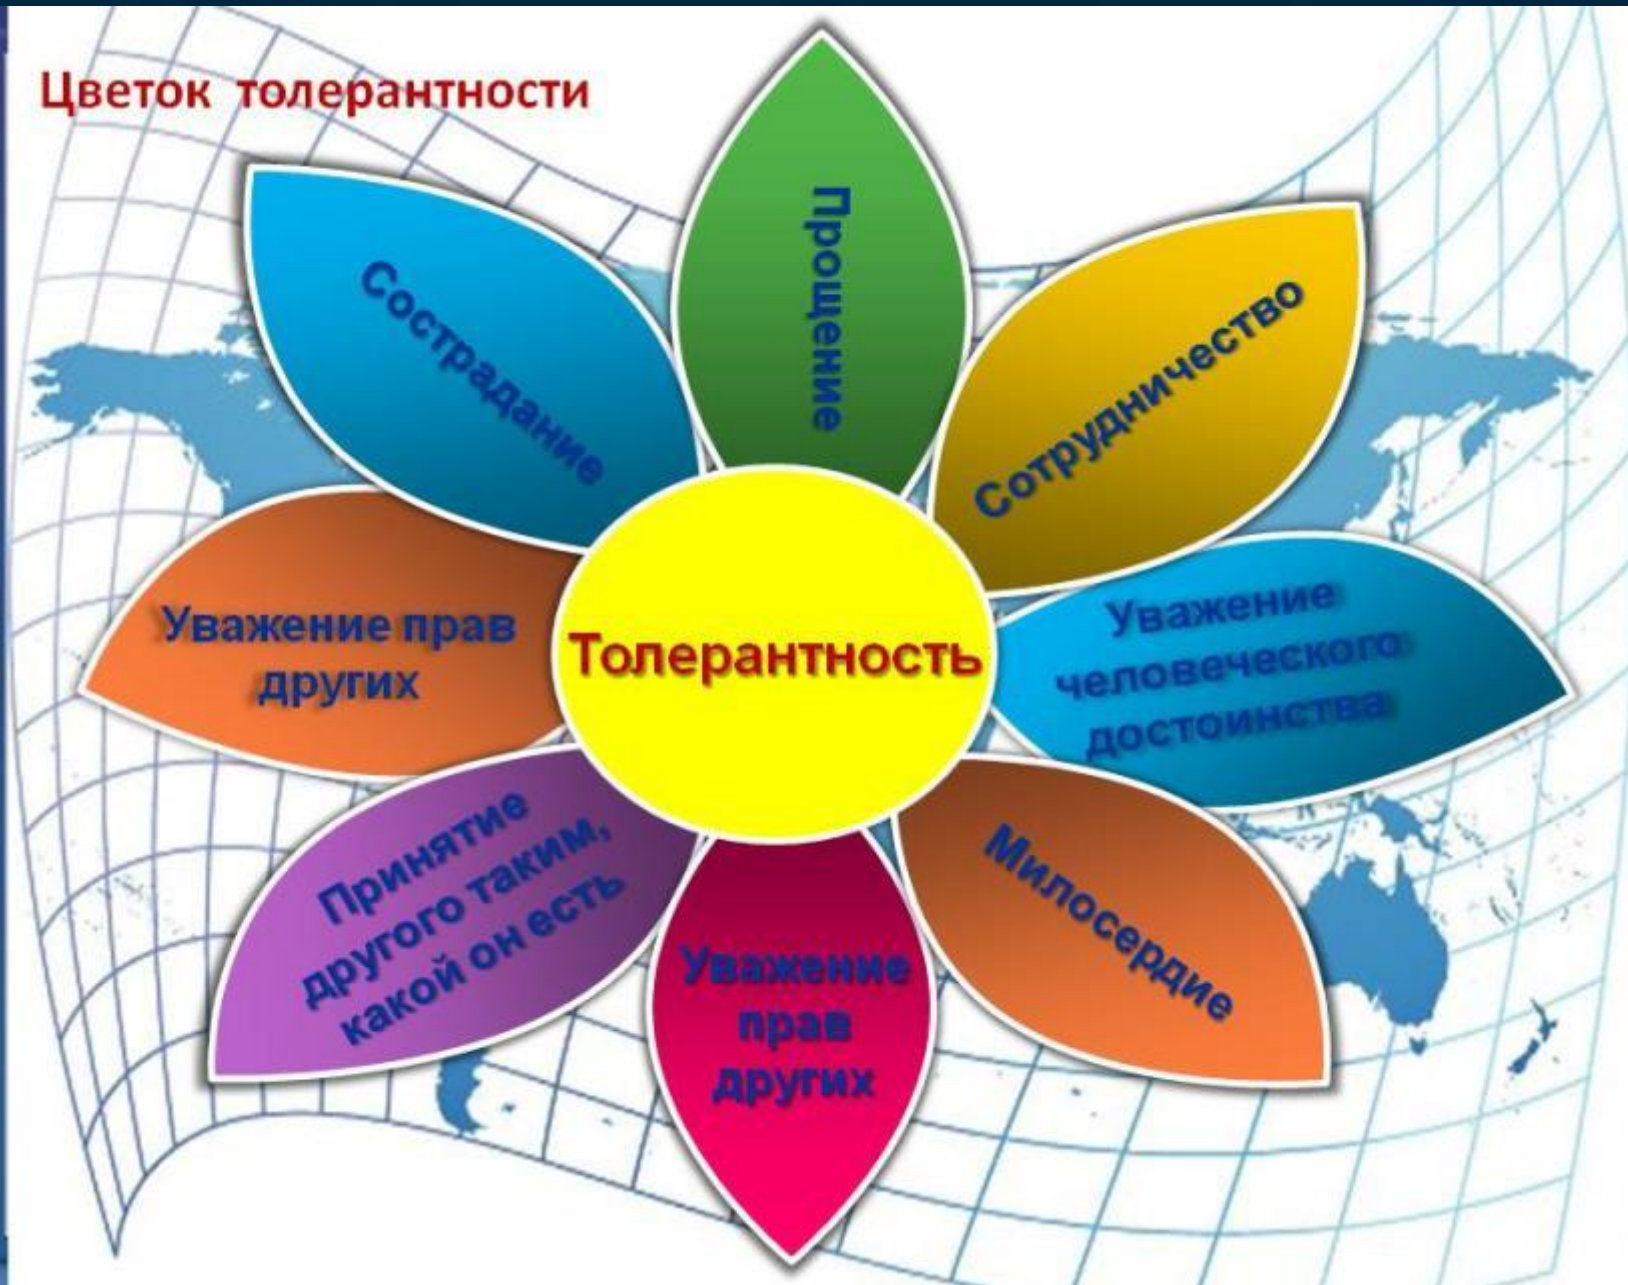 Цветок толерантности
Прощение
Сострадание
Сотрудничество
Уважение прав
других
Толерантность
Уважение
человеческого
достоинства
Принятие
другого таким,
какой он есть
Милосердие
Уважение
прав
других